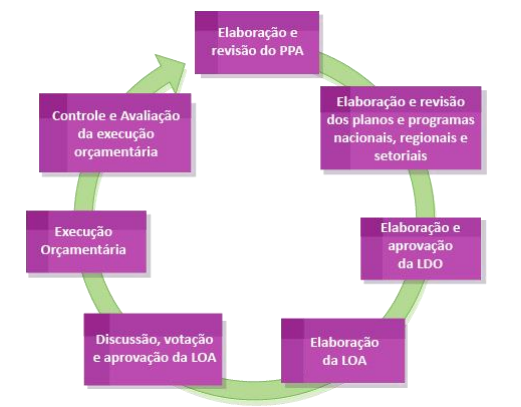 Elaboração e
revisão do PPA
Elaboração e revisão
dos planos e programas
nacionais, regionais e
setoriais
Elaboração e
aprovação
da LDO
Elaboração
da LOA
Discussão, votação
e aprovação da LOA
Execução
Orçamentária
Controle e Avaliação
da execução
orçamentária